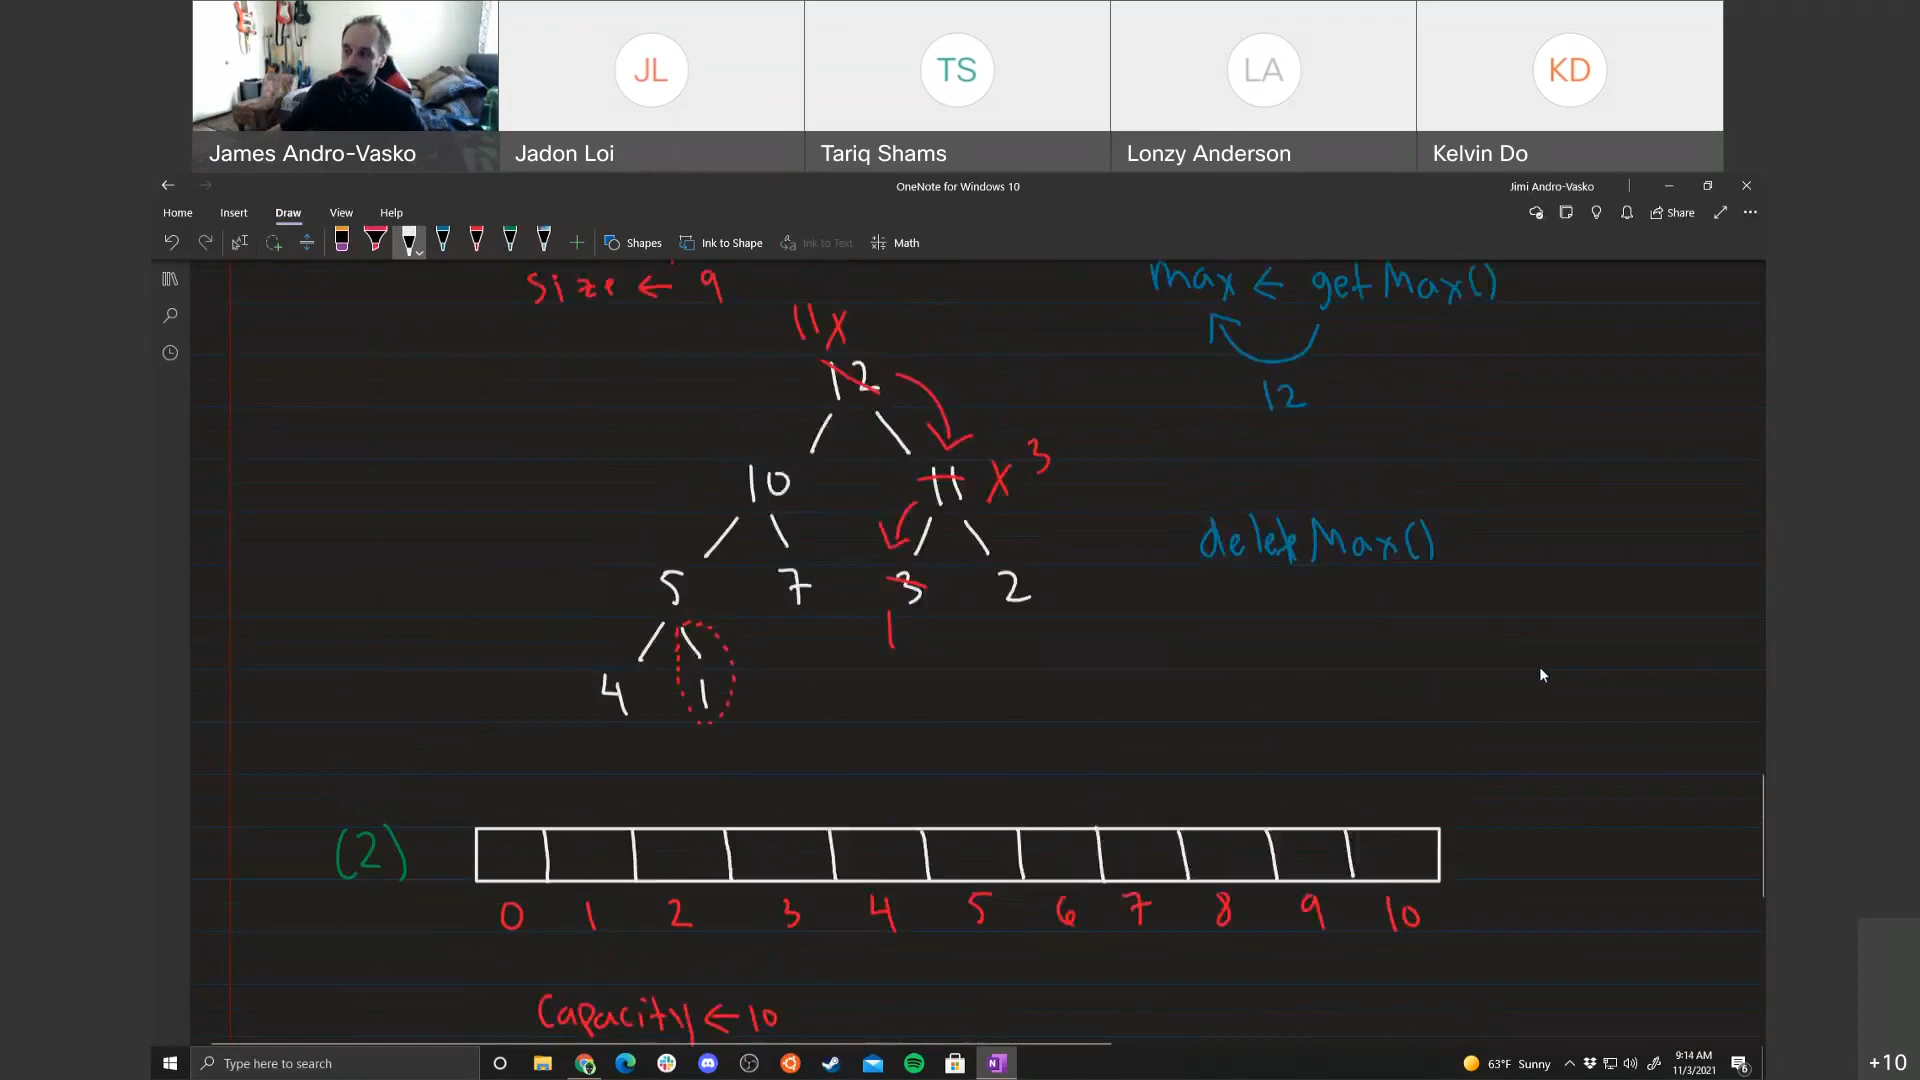 JL
TS
LA
KD
James Andro-Vasko
Jadon Loi
Tariq Shams
Lonzy Anderson
Kelvin Do
OneNote for Windows 10
Jimi Andro-Vasko
Home Insert Draw View Help
Share
Shapes Ink to Shape Ink to Text Math
size ← 9
max ← getMax()
11 X
12
12
10 11 X 3
deleteMax()
5 7 3 2
1
4 1
(2)
0 1 2 3 4 5 6 7 8 9 10
Capacity ← 10
Type here to search
63°F Sunny
9:14 AM
11/3/2021
6
+10